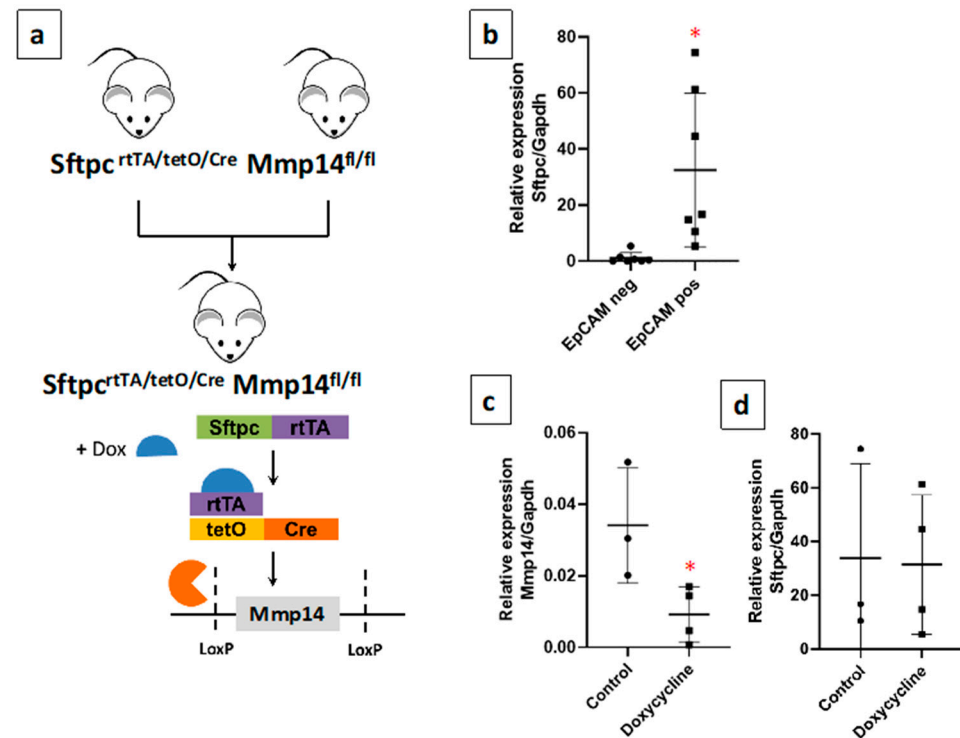 a
Sftpc rtTA/tetO/Cre Mmp14fl/fl
SftpcrtTA/tetO/Cre Mmp14fl/fl
Sftpc rtTA
+ Dox
rtTA
tetO Cre
Mmp14
LoxP LoxP
b
*
Relative expression
Sftpc/Gapdh
80
60
40
20
0
EpCAM neg
EpCAM pos
c
Relative expression
Mmp14/Gapdh
0.06
0.04
0.02
0.00
*
Control
Doxycycline
d
Relative expression
Sftpc/Gapdh
80
60
40
20
0
Control
Doxycycline